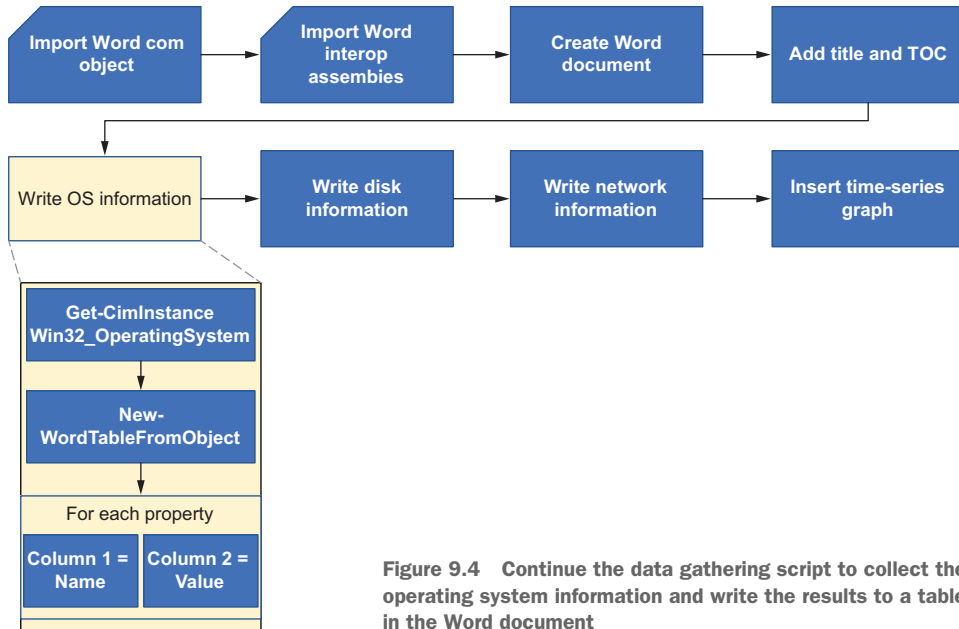 Import Word com
object
Import Word
interop
assembies
Create Word
document
Add title and TOC
Write OS information
Write disk
information
Write network
information
Insert time-series
graph
Get-CimInstance
Win32_OperatingSystem
New-
WordTableFromObject
For each property
Column 1 =
Name
Column 2 =
Value
Figure 9.4 Continue the data gathering script to collect the
operating system information and write the results to a table
in the Word document